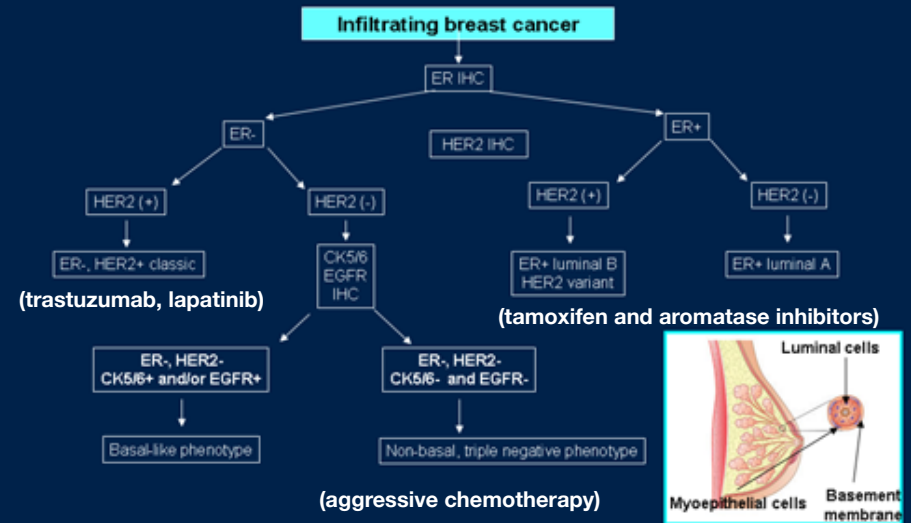 Infiltrating breast cancer
ER IHC
ER-
ER+
HER2 IHC
HER2 (+)
HER2 (-)
HER2 (+)
HER2 (-)
ER-, HER2+ classic
CK5/6
EGFR
IHC
ER+ luminal B
HER2 variant
ER+ luminal A
(trastuzumab, lapatinib)
(tamoxifen and aromatase inhibitors)
ER-, HER2-
CK5/6+ and/or EGFR+
ER-, HER2-
CK5/6- and EGFR-
Basal-like phenotype
Non-basal, triple negative phenotype
(aggressive chemotherapy)
Luminal cells
Myoepithelial cells
Basement
membrane